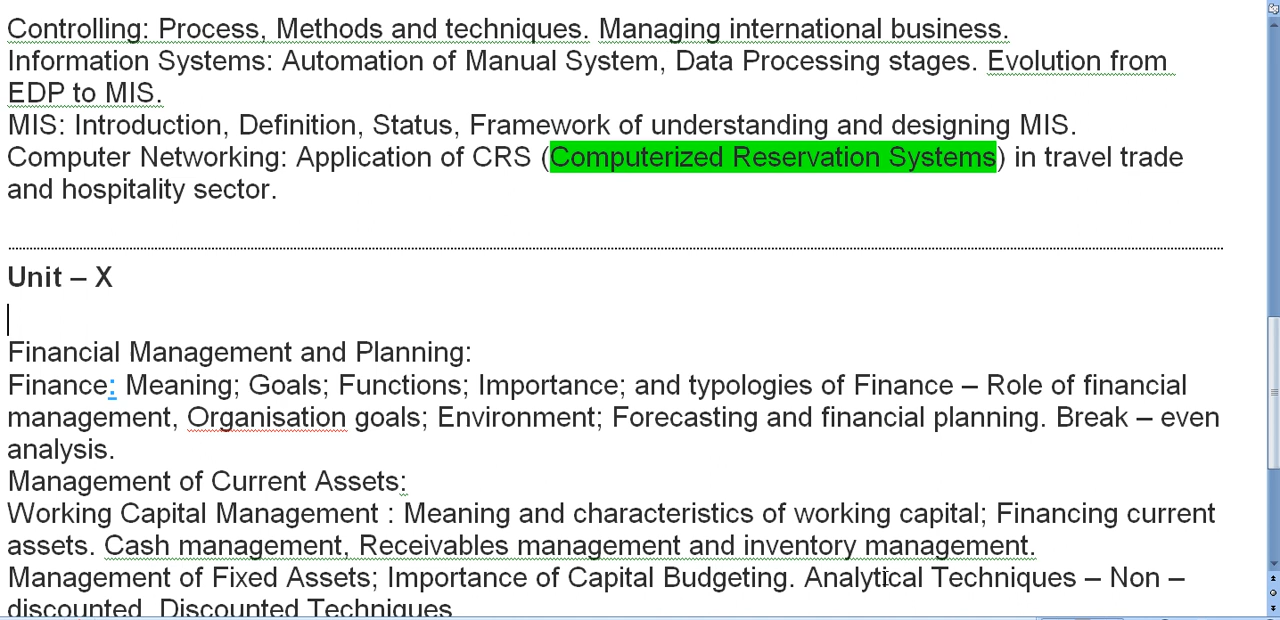 Controlling: Process, Methods and techniques. Managing international business.
Information Systems: Automation of Manual System, Data Processing stages. Evolution from
EDP to MIS.
MIS: Introduction, Definition, Status, Framework of understanding and designing MIS.
Computer Networking: Application of CRS (Computerized Reservation Systems) in travel trade
and hospitality sector.
Unit – X
Financial Management and Planning:
Finance: Meaning; Goals; Functions; Importance; and typologies of Finance – Role of financial
management, Organisation goals; Environment; Forecasting and financial planning. Break – even
analysis.
Management of Current Assets:
Working Capital Management : Meaning and characteristics of working capital; Financing current
assets. Cash management, Receivables management and inventory management.
Management of Fixed Assets; Importance of Capital Budgeting. Analytical Techniques – Non –
discounted, Discounted Techniques